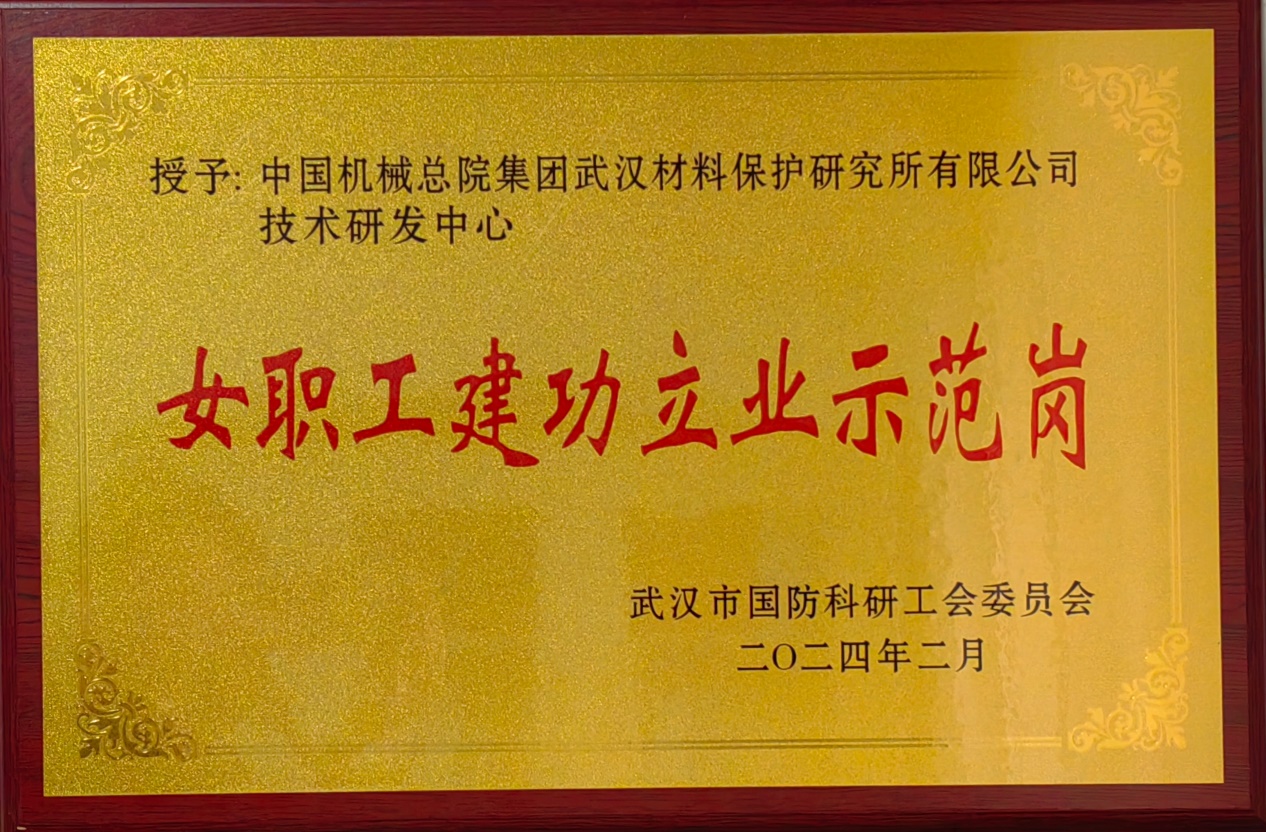 授予: 中国机械总院集团武汉材料保护研究所有限公司
技术研发中心
女职工建功立业示范岗
武汉市国防科研工会委员会
二〇二四年二月